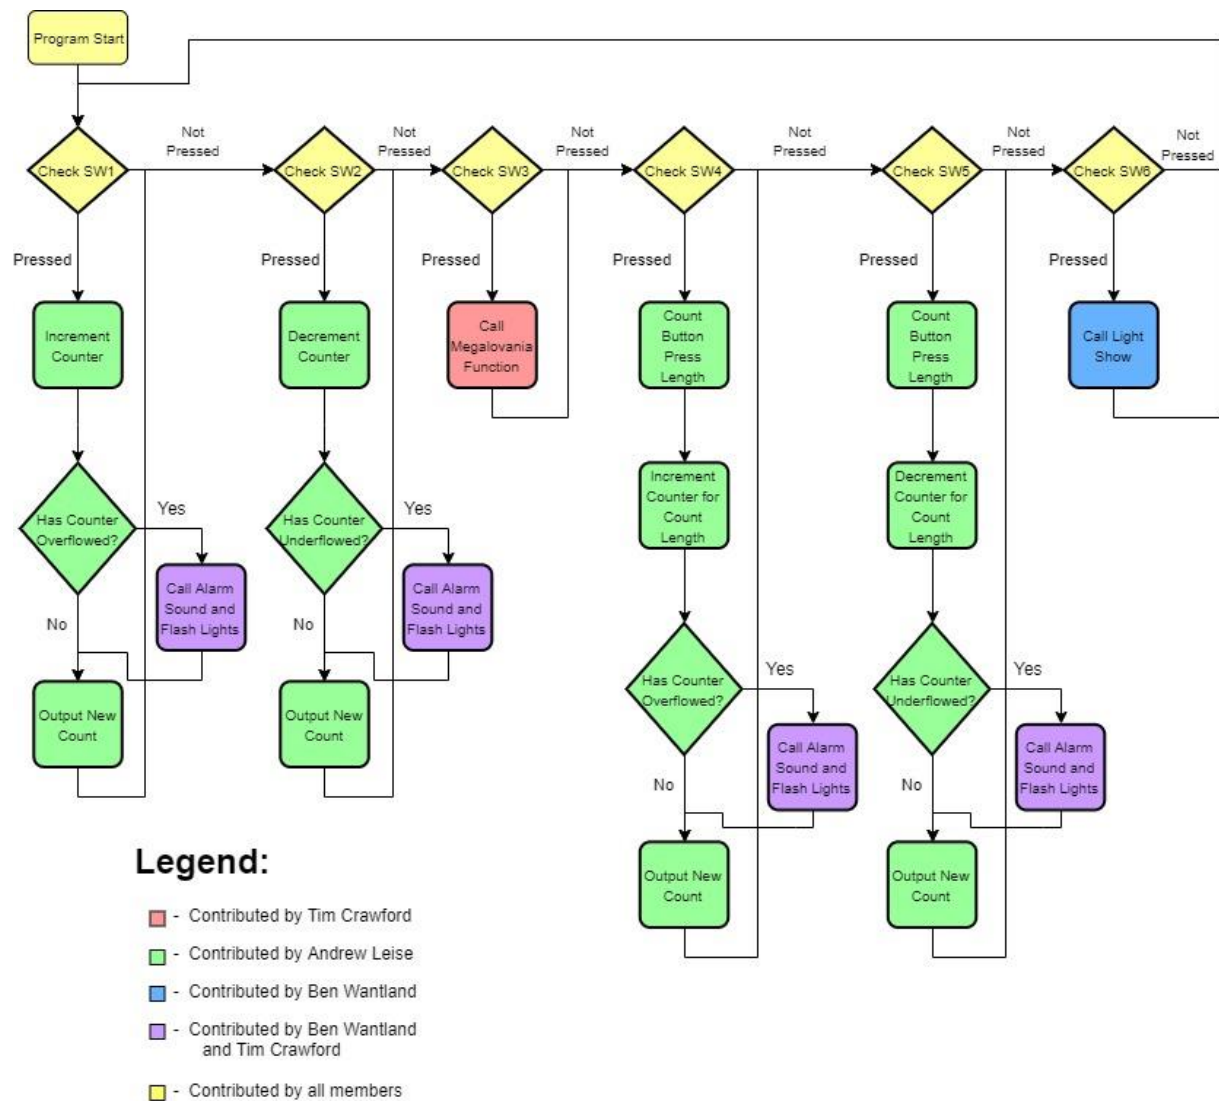 Program Start
Not
Pressed
Not
Pressed
Not
Pressed
Not
Pressed
Not
Pressed
Not
Pressed
Check SW1
Check SW2
Check SW3
Check SW4
Check SW5
Check SW6
Pressed
Pressed
Pressed
Pressed
Pressed
Pressed
Increment
Counter
Decrement
Counter
Call
Megalovania
Function
Count
Button
Press
Length
Count
Button
Press
Length
Call Light
Show
Has Counter
Overflowed?
Yes
Has Counter
Underflowed?
Yes
Increment
Counter for
Count
Length
Decrement
Counter for
Count
Length
Call Alarm
Sound and
Flash Lights
Call Alarm
Sound and
Flash Lights
No
No
Output New
Count
Output New
Count
Has Counter
Overflowed?
Yes
Has Counter
Underflowed?
Yes
Call Alarm
Sound and
Flash Lights
Call Alarm
Sound and
Flash Lights
No
No
Output New
Count
Output New
Count
Legend:
- Contributed by Tim Crawford
- Contributed by Andrew Leise
- Contributed by Ben Wantland
- Contributed by Ben Wantland
and Tim Crawford
- Contributed by all members